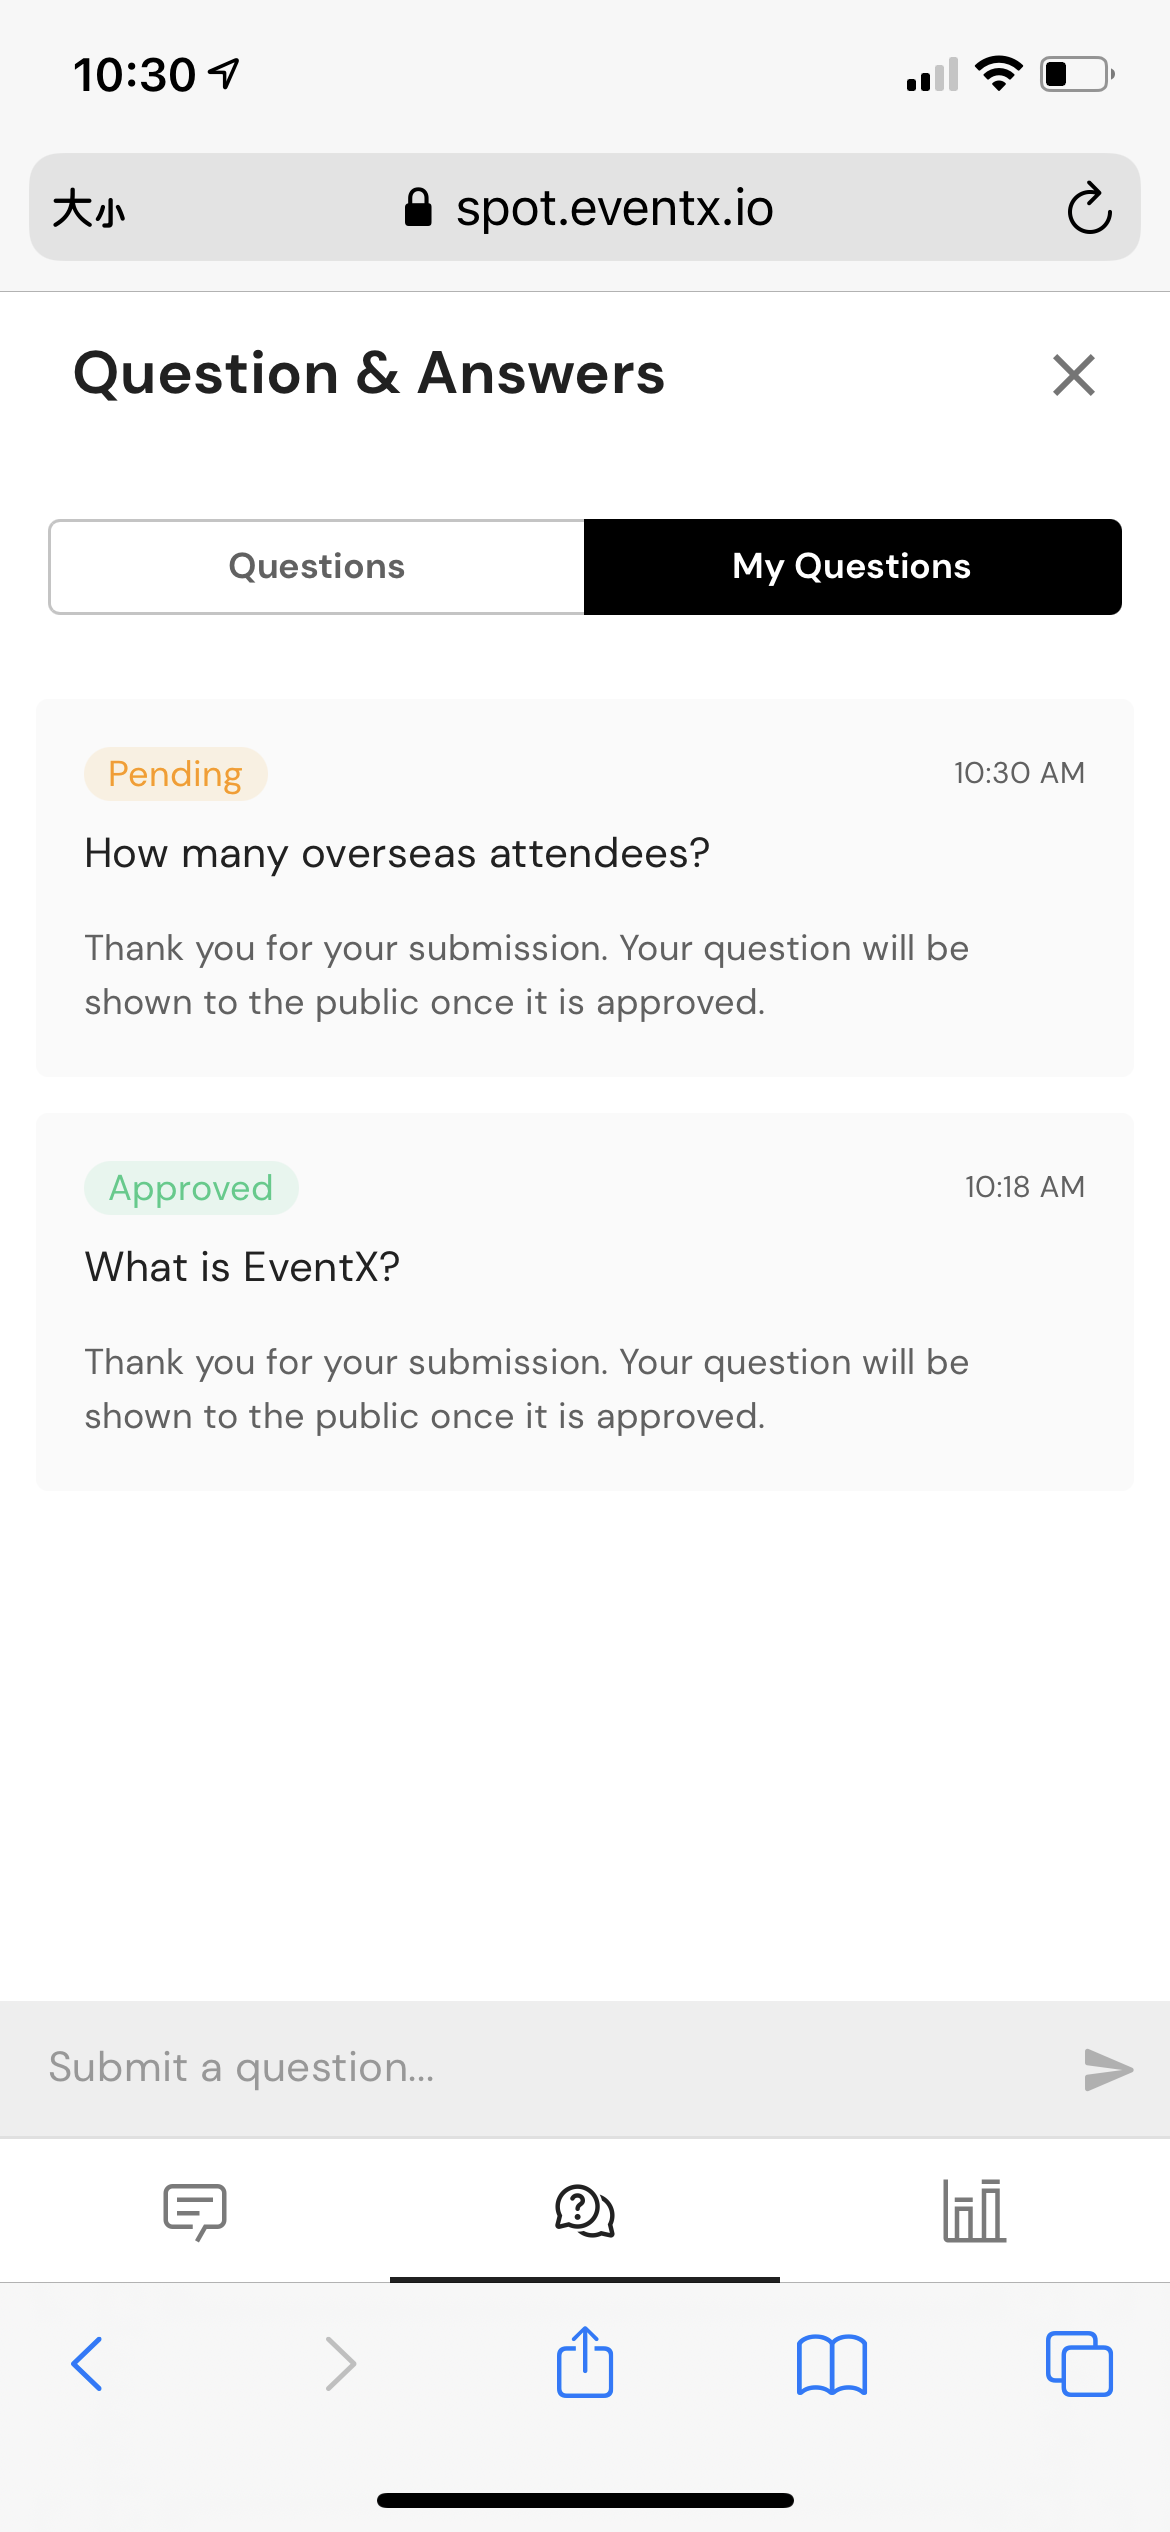 10:30
大小 spot.eventx.io
Question & Answers
Questions
My Questions
Pending
10:30 AM
How many overseas attendees?
Thank you for your submission. Your question will be
shown to the public once it is approved.
Approved
10:18 AM
What is EventX?
Thank you for your submission. Your question will be
shown to the public once it is approved.
Submit a question...